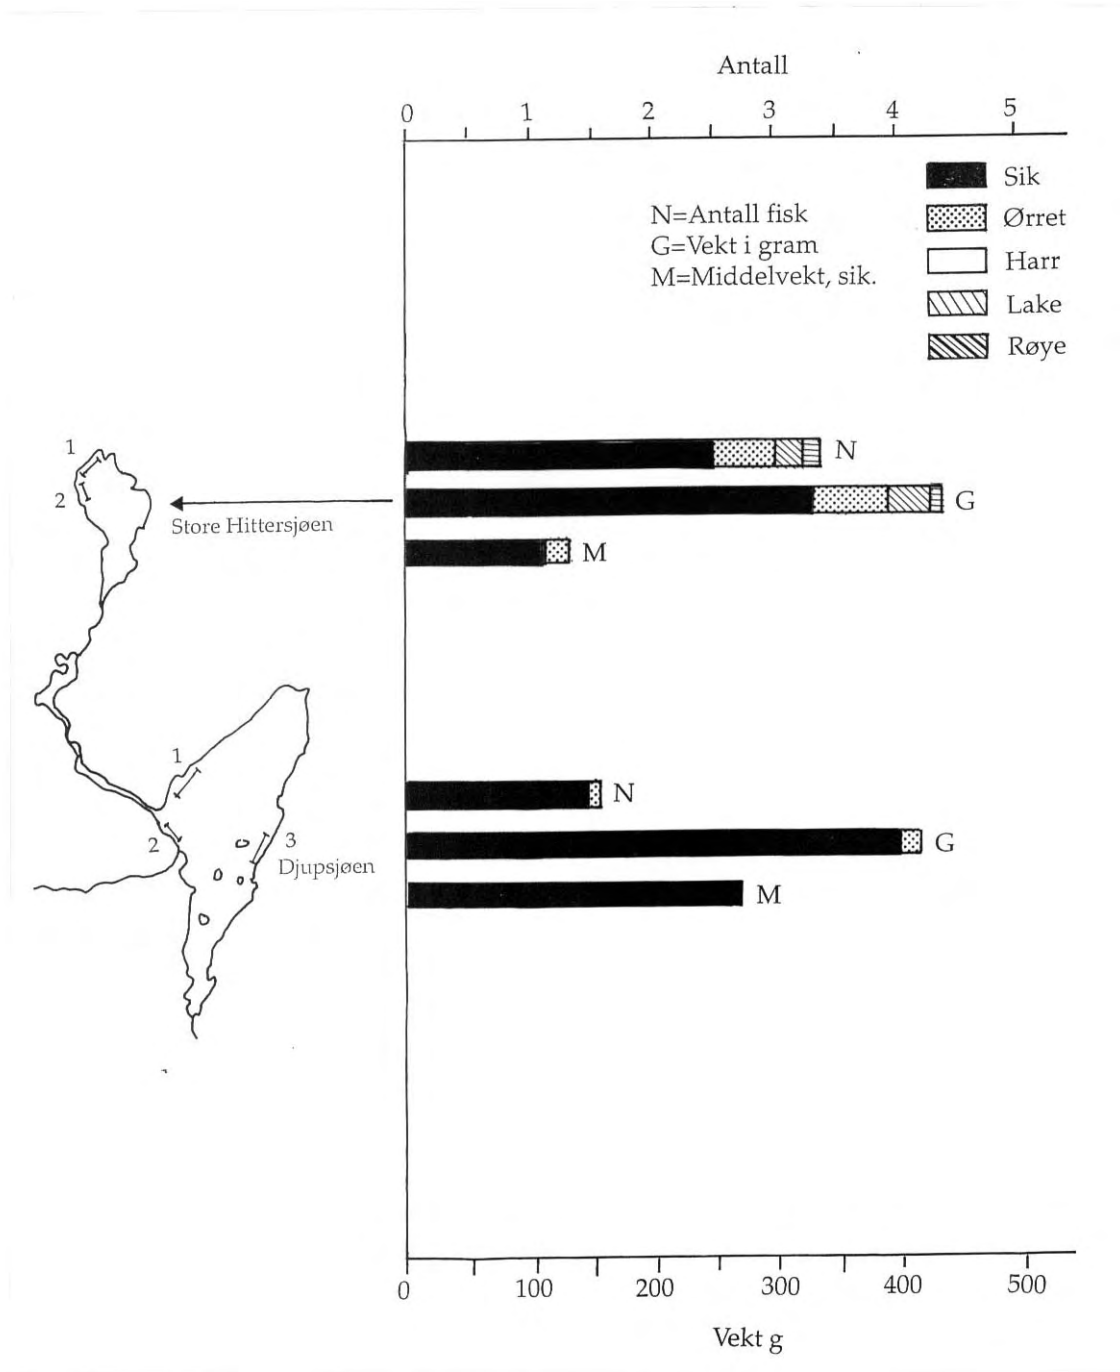 Antall
0 1 2 3 4 5
Sik
Ørret
Harr
Lake
Røye
N=Antall fisk
G=Vekt i gram
M=Middelvekt, sik.
1
2
Store Hittersjøen
N
G
M
1
2
3
Djupsjøen
N
G
M
0 100 200 300 400 500
Vekt g